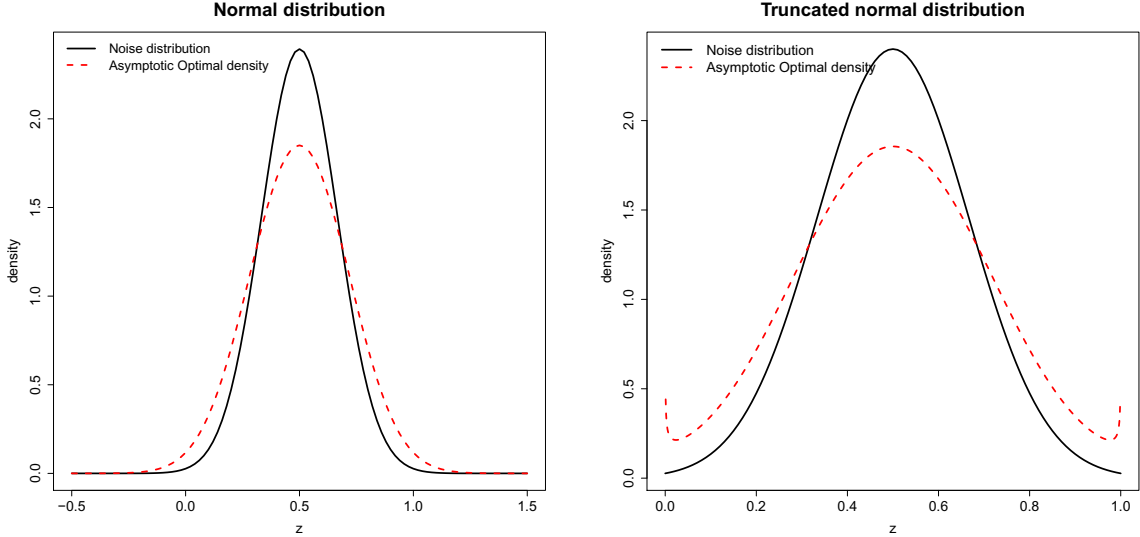 Normal distribution
Noise distribution
Asymptotic Optimal density
density
0.0
0.5
1.0
1.5
2.0
−0.5
0.0
0.5
1.0
1.5
z
Truncated normal distribution
Noise distribution
Asymptotic Optimal density
density
0.0
0.5
1.0
1.5
2.0
0.0
0.2
0.4
0.6
0.8
1.0
z